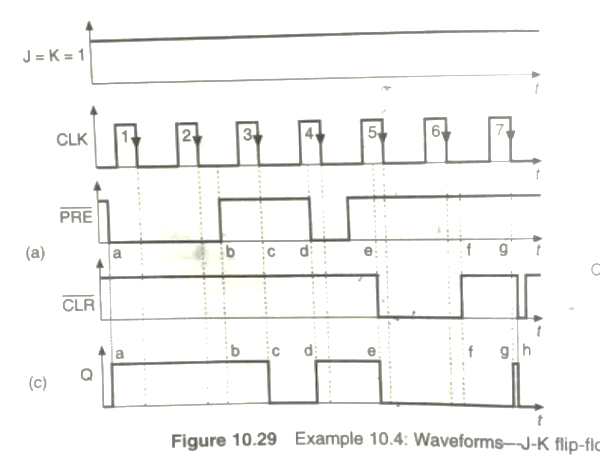 J = K = 1
t
CLK
1 2 3 4 5 6 7
t
PRE
(a)
a b c d e f g t
CLR
t
a b c d e f g h
(c)
Q
t
Figure 10.29 Example 10.4: Waveforms—J-K flip-flo